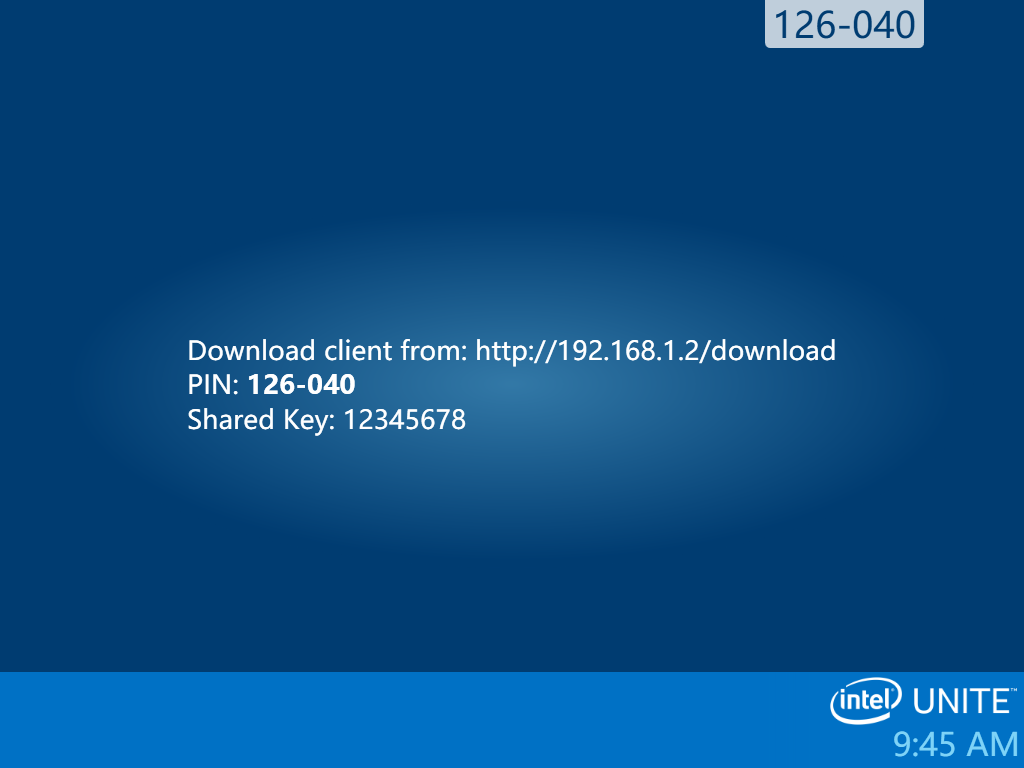 126-040
Download client from: http://192.168.1.2/download
PIN: 126-040
Shared Key: 12345678
intel UNITE™
9:45 AM